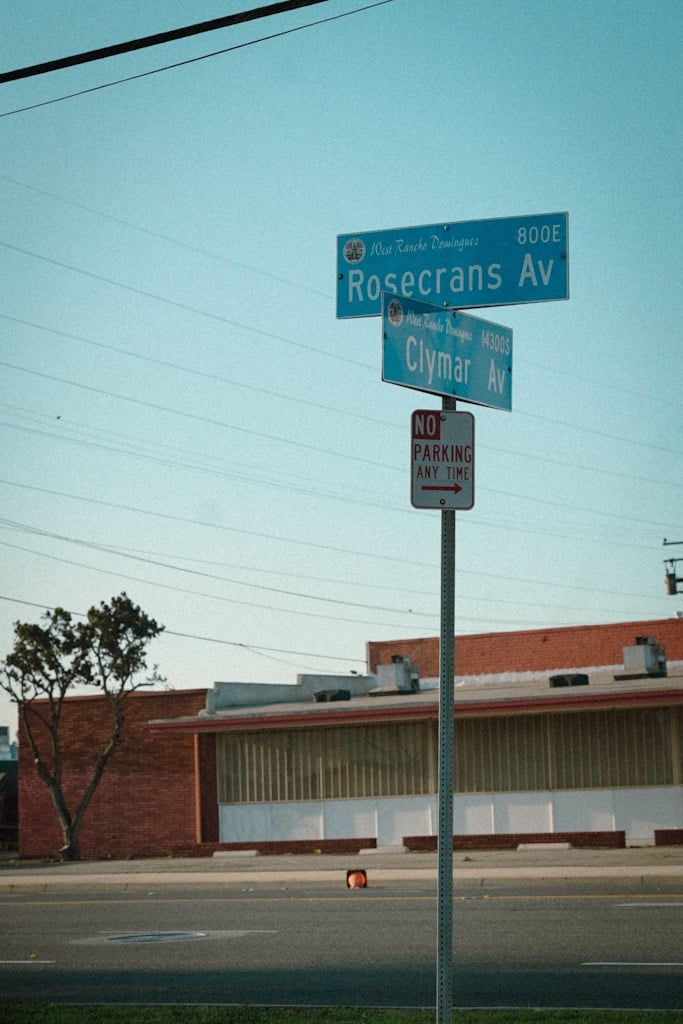 West Rancho Dominguez 800E
Rosecrans Av
West Rancho Dominguez 14300S
Clymar Av
NO
PARKING
ANY TIME